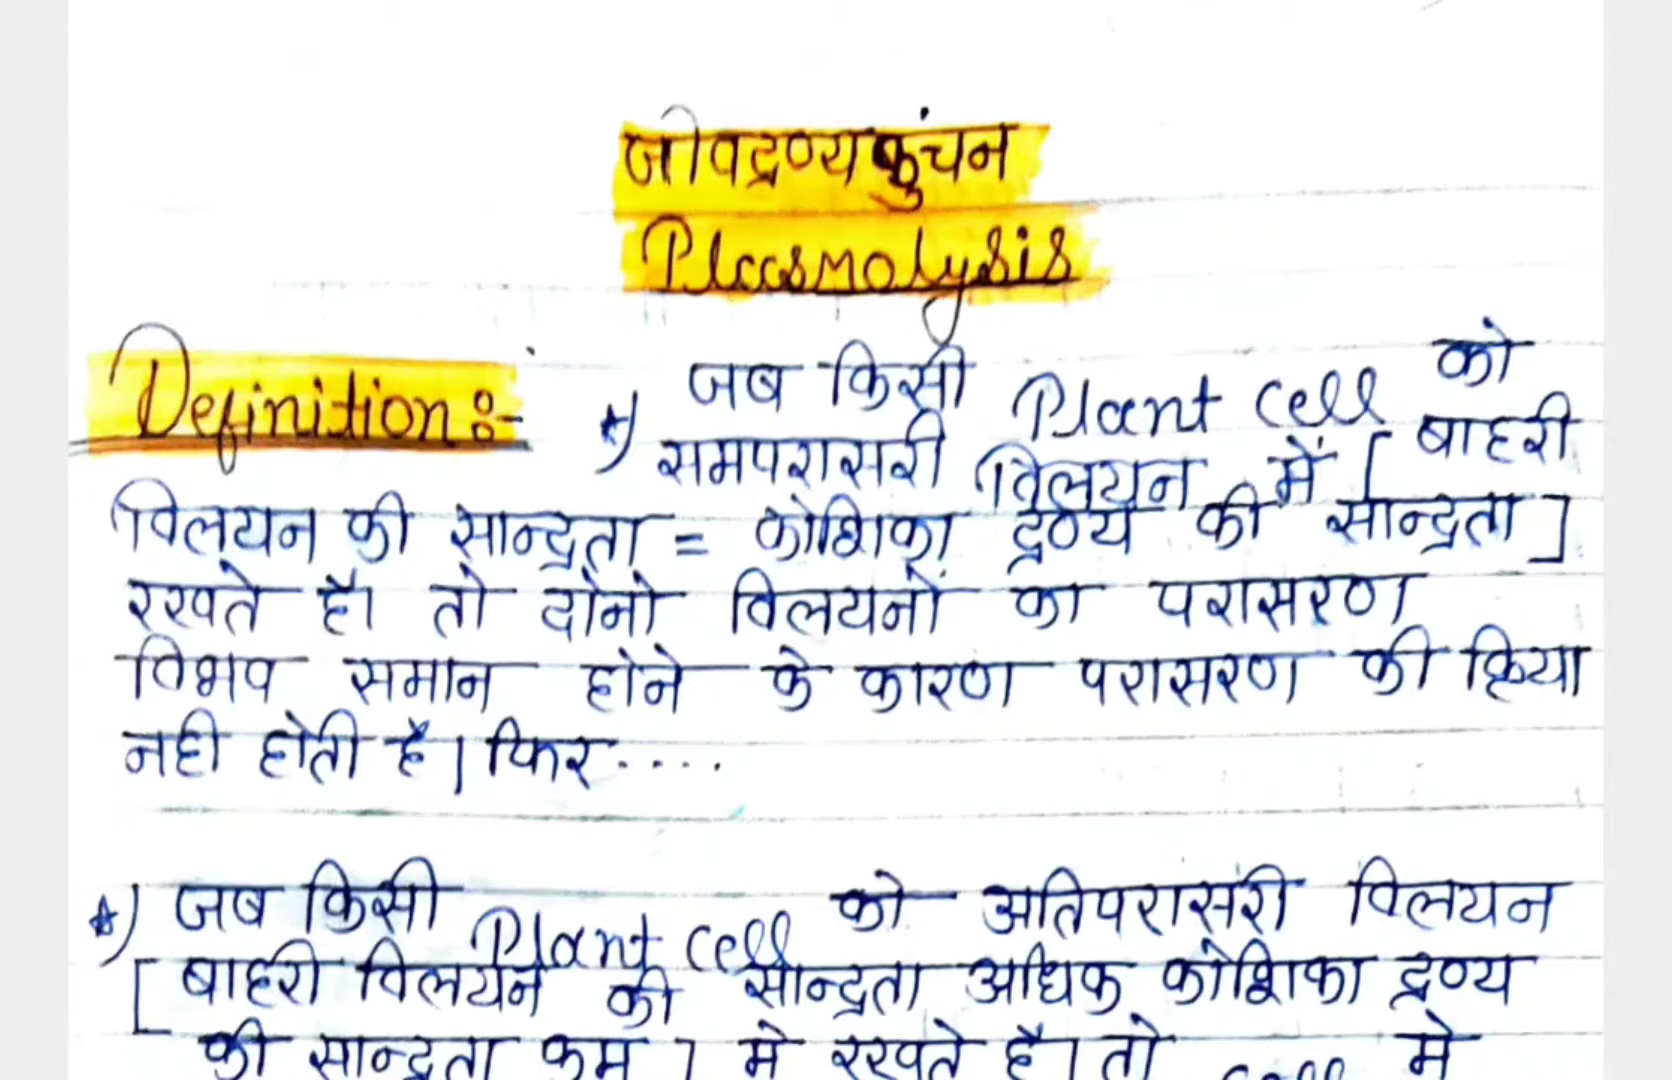 जीवद्रव्यकुंचन
Plasmolysis
Definition:- *) जब किसी Plant cell को
समपरासरी विलयन में [ बाहरी
विलयन की सान्द्रता = कोशिका द्रव्य की सान्द्रता ]
रखते है। तो दोनो विलयनों का परासरण
विभव समान होने के कारण परासरण की क्रिया
नही होती है। फिर....
*) जब किसी Plant cell को अतिपरासरी विलयन
[ बाहरी विलयन की सान्द्रता अधिक कोशिका द्रव्य
की सान्द्रता कम ] मे रखते है। तो cell मे